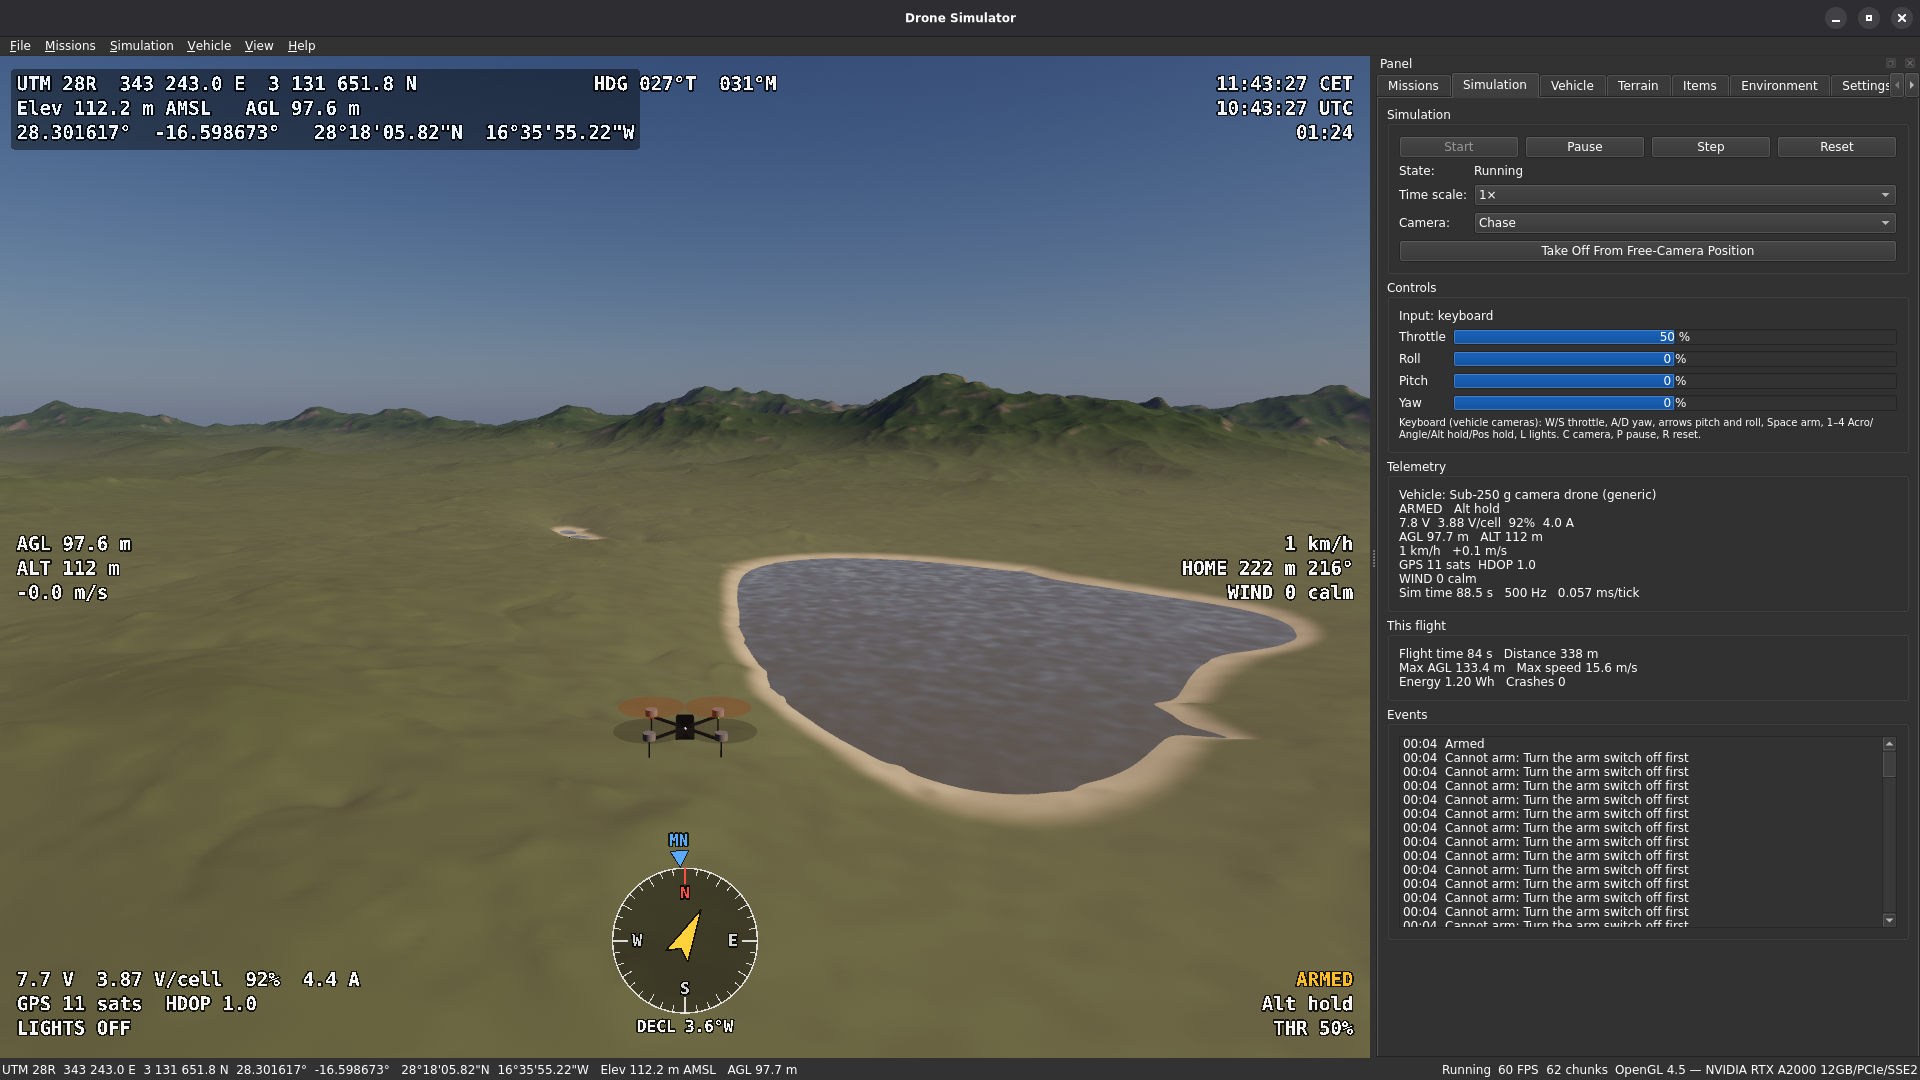 Drone Simulator
File Missions Simulation Vehicle View Help
UTM 28R 343 243.0 E 3 131 651.8 N
Elev 112.2 m AMSL AGL 97.6 m
28.301617° -16.598673° 28°18'05.82"N 16°35'55.22"W
HDG 027°T 031°M
11:43:27 CET
10:43:27 UTC
01:24
AGL 97.6 m
ALT 112 m
-0.0 m/s
1 km/h
HOME 222 m 216°
WIND 0 calm
MN
N
W E
S
DECL 3.6°W
7.7 V 3.87 V/cell 92% 4.4 A
GPS 11 sats HDOP 1.0
LIGHTS OFF
ARMED
Alt hold
THR 50%
Panel
Missions Simulation Vehicle Terrain Items Environment Settings
Simulation
Start Pause Step Reset
State: Running
Time scale: 1×
Camera: Chase
Take Off From Free-Camera Position
Controls
Input: keyboard
Throttle 50 %
Roll 0 %
Pitch 0 %
Yaw 0 %
Keyboard (vehicle cameras): W/S throttle, A/D yaw, arrows pitch and roll, Space arm, 1–4 Acro/
Angle/Alt hold/Pos hold, L lights. C camera, P pause, R reset.
Telemetry
Vehicle: Sub-250 g camera drone (generic)
ARMED Alt hold
7.8 V 3.88 V/cell 92% 4.0 A
AGL 97.7 m ALT 112 m
1 km/h +0.1 m/s
GPS 11 sats HDOP 1.0
WIND 0 calm
Sim time 88.5 s 500 Hz 0.057 ms/tick
This flight
Flight time 84 s Distance 338 m
Max AGL 133.4 m Max speed 15.6 m/s
Energy 1.20 Wh Crashes 0
Events
00:04 Armed
00:04 Cannot arm: Turn the arm switch off first
00:04 Cannot arm: Turn the arm switch off first
00:04 Cannot arm: Turn the arm switch off first
00:04 Cannot arm: Turn the arm switch off first
00:04 Cannot arm: Turn the arm switch off first
00:04 Cannot arm: Turn the arm switch off first
00:04 Cannot arm: Turn the arm switch off first
00:04 Cannot arm: Turn the arm switch off first
00:04 Cannot arm: Turn the arm switch off first
00:04 Cannot arm: Turn the arm switch off first
00:04 Cannot arm: Turn the arm switch off first
00:04 Cannot arm: Turn the arm switch off first
00:04 Cannot arm: Turn the arm switch off first
UTM 28R 343 243.0 E 3 131 651.8 N 28.301617° -16.598673° 28°18'05.82"N 16°35'55.22"W Elev 112.2 m AMSL AGL 97.7 m
Running 60 FPS 62 chunks OpenGL 4.5 — NVIDIA RTX A2000 12GB/PCIe/SSE2